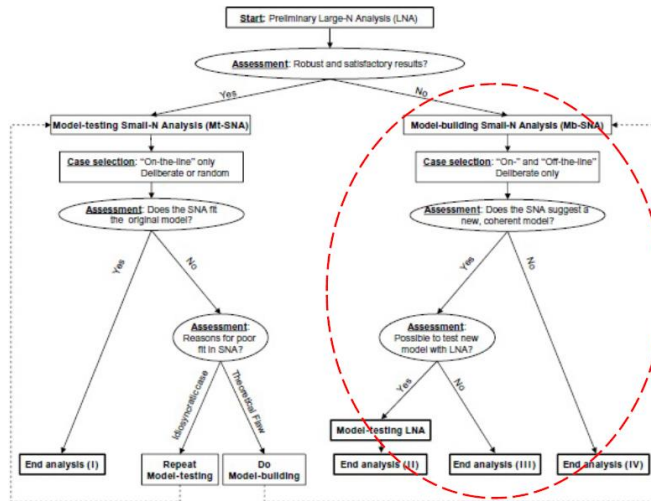 Start: Preliminary Large-N Analysis (LNA)
Assessment: Robust and satisfactory results?
Yes
No
Model-testing Small-N Analysis (Mt-SNA)
Model-building Small-N Analysis (Mb-SNA)
Case selection: "On-the-line" only
Deliberate or random
Case selection: "On-" and "Off-the-line"
Deliberate only
Assessment: Does the SNA fit
the original model?
Assessment: Does the SNA suggest a
new, coherent model?
Yes
No
Yes
No
Assessment:
Reasons for poor
fit in SNA?
Assessment:
Possible to test new
model with LNA?
Idiosyncratic case
Theoretical Flaw
Yes
No
Model-testing LNA
End analysis (I)
Repeat
Model-testing
Do
Model-building
End analysis (II)
End analysis (III)
End analysis (IV)